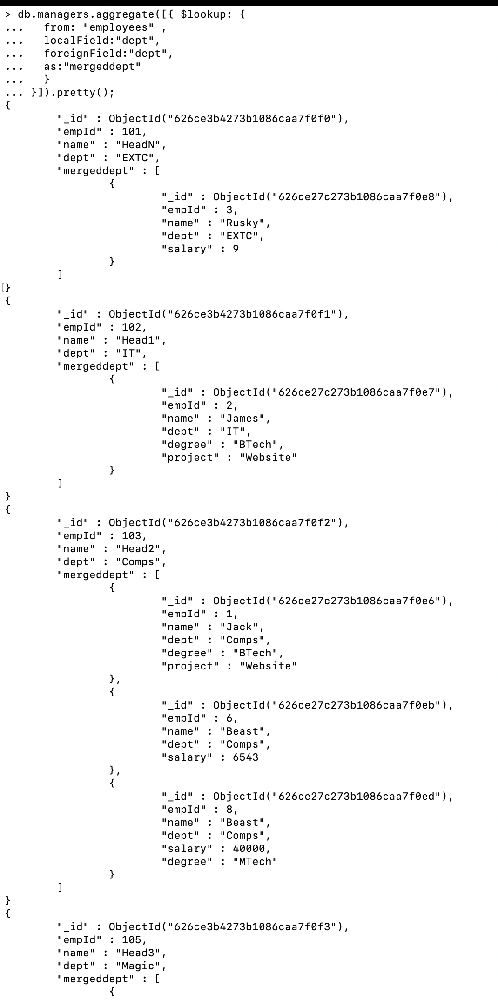 > db.managers.aggregate([{ $lookup: {
...   from: "employees" ,
...   localField:"dept",
...   foreignField:"dept",
...   as:"mergeddept"
...   }
... }]).pretty();
{
        "_id" : ObjectId("626ce3b4273b1086caa7f0f0"),
        "empId" : 101,
        "name" : "HeadN",
        "dept" : "EXTC",
        "mergeddept" : [
                {
                        "_id" : ObjectId("626ce27c273b1086caa7f0e8"),
                        "empId" : 3,
                        "name" : "Rusky",
                        "dept" : "EXTC",
                        "salary" : 9
                }
        ]
[}
{
        "_id" : ObjectId("626ce3b4273b1086caa7f0f1"),
        "empId" : 102,
        "name" : "Head1",
        "dept" : "IT",
        "mergeddept" : [
                {
                        "_id" : ObjectId("626ce27c273b1086caa7f0e7"),
                        "empId" : 2,
                        "name" : "James",
                        "dept" : "IT",
                        "degree" : "BTech",
                        "project" : "Website"
                }
        ]
}
{
        "_id" : ObjectId("626ce3b4273b1086caa7f0f2"),
        "empId" : 103,
        "name" : "Head2",
        "dept" : "Comps",
        "mergeddept" : [
                {
                        "_id" : ObjectId("626ce27c273b1086caa7f0e6"),
                        "empId" : 1,
                        "name" : "Jack",
                        "dept" : "Comps",
                        "degree" : "BTech",
                        "project" : "Website"
                },
                {
                        "_id" : ObjectId("626ce27c273b1086caa7f0eb"),
                        "empId" : 6,
                        "name" : "Beast",
                        "dept" : "Comps",
                        "salary" : 6543
                },
                {
                        "_id" : ObjectId("626ce27c273b1086caa7f0ed"),
                        "empId" : 8,
                        "name" : "Beast",
                        "dept" : "Comps",
                        "salary" : 40000,
                        "degree" : "MTech"
                }
        ]
}
{
        "_id" : ObjectId("626ce3b4273b1086caa7f0f3"),
        "empId" : 105,
        "name" : "Head3",
        "dept" : "Magic",
        "mergeddept" : [
                {